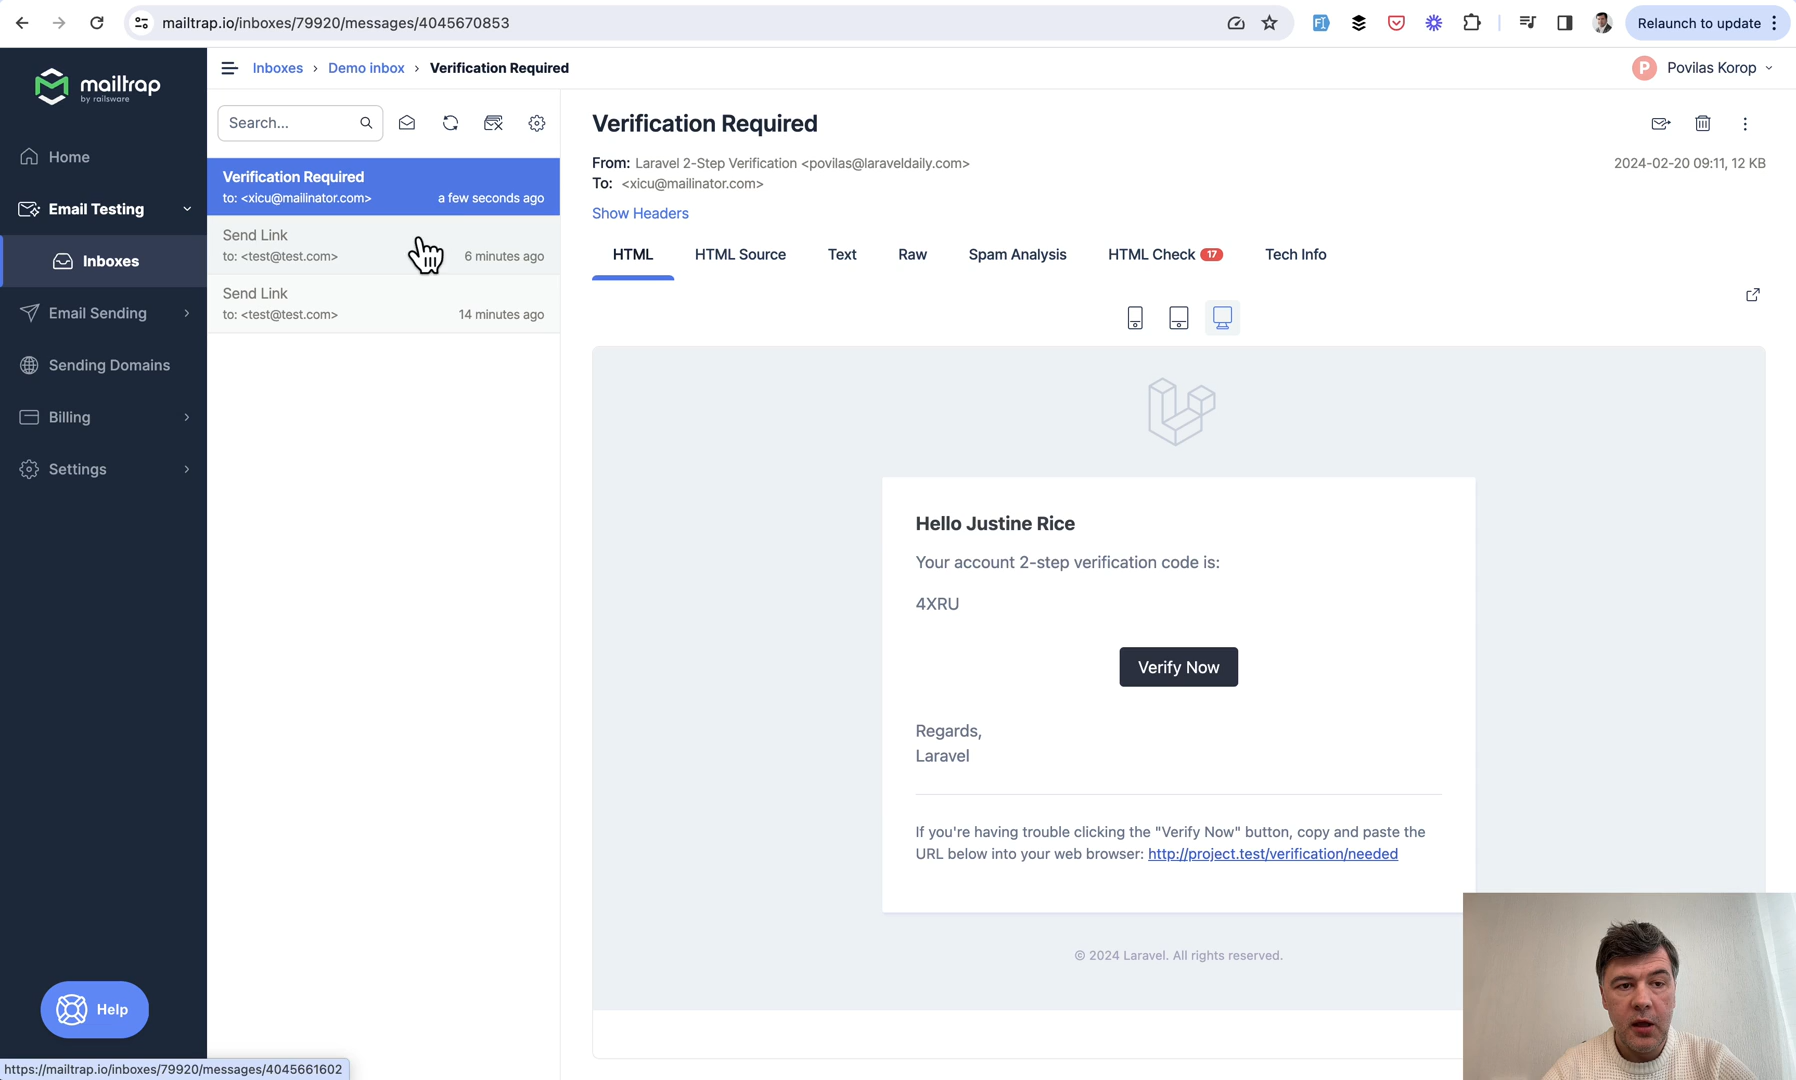 mailtrap.io/inboxes/79920/messages/4045670853
Relaunch to update
mailtrap
by railsware
Inboxes › Demo inbox › Verification Required
P Povilas Korop
Home
Email Testing
Inboxes
Email Sending
Sending Domains
Billing
Settings
Help
Search...
Verification Required
to: <xicu@mailinator.com> a few seconds ago
Send Link
to: <test@test.com> 6 minutes ago
Send Link
to: <test@test.com> 14 minutes ago
Verification Required
From: Laravel 2-Step Verification <povilas@laraveldaily.com> 2024-02-20 09:11, 12 KB
To: <xicu@mailinator.com>
Show Headers
HTML HTML Source Text Raw Spam Analysis HTML Check 17 Tech Info
Hello Justine Rice
Your account 2-step verification code is:
4XRU
Verify Now
Regards,
Laravel
If you're having trouble clicking the "Verify Now" button, copy and paste the
URL below into your web browser: http://project.test/verification/needed
© 2024 Laravel. All rights reserved.
https://mailtrap.io/inboxes/79920/messages/4045661602